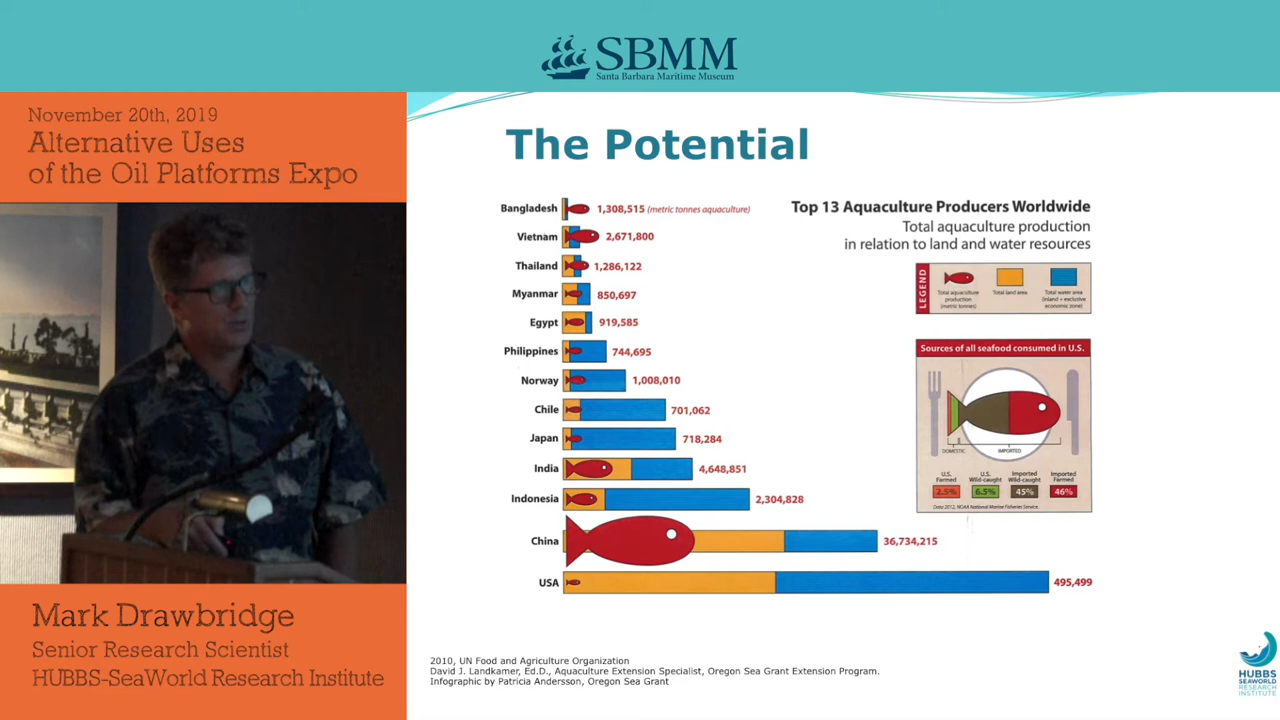 SBMM
Santa Barbara Maritime Museum
November 20th, 2019
Alternative Uses
of the Oil Platforms Expo
Mark Drawbridge
Senior Research Scientist
HUBBS-SeaWorld Research Institute
The Potential
Top 13 Aquaculture Producers Worldwide
Total aquaculture production
in relation to land and water resources
Bangladesh 1,308,515 (metric tonnes aquaculture)
Vietnam 2,671,800
Thailand 1,286,122
Myanmar 850,697
Egypt 919,585
Philippines 744,695
Norway 1,008,010
Chile 701,062
Japan 718,284
India 4,648,851
Indonesia 2,304,828
China 36,734,215
USA 495,499
LEGEND
Total aquaculture
production
(metric tonnes)
Total land area
Total water area
(inland + exclusive
economic zone)
Sources of all seafood consumed in U.S.
DOMESTIC IMPORTED
U.S.
Farmed
2.5%
U.S.
Wild-caught
6.5%
Imported
Wild-caught
45%
Imported
Farmed
46%
Data 2012, NOAA National Marine Fisheries Service,
2010, UN Food and Agriculture Organization
David J. Landkamer, Ed.D., Aquaculture Extension Specialist, Oregon Sea Grant Extension Program.
Infographic by Patricia Andersson, Oregon Sea Grant
HUBBS
SEAWORLD
RESEARCH
INSTITUTE